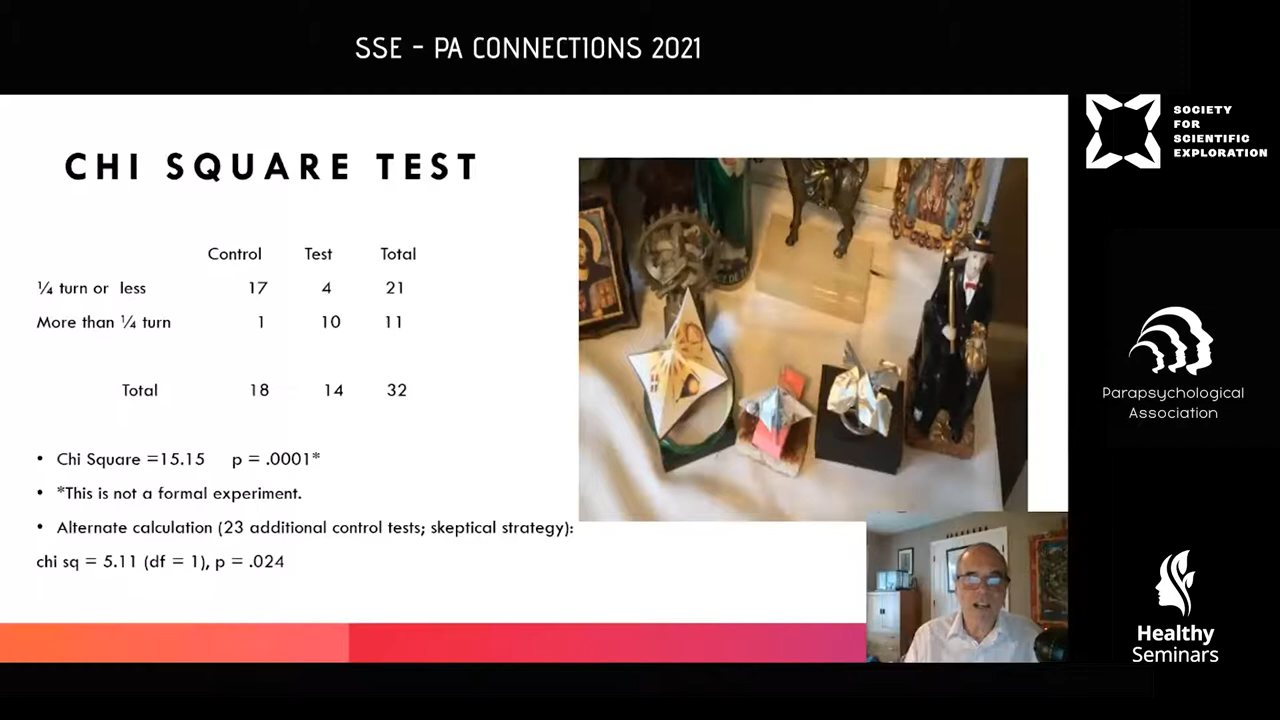 SSE - PA CONNECTIONS 2021
SOCIETY
FOR
SCIENTIFIC
EXPLORATION
CHI SQUARE TEST
Control Test Total
¼ turn or less 17 4 21
More than ¼ turn 1 10 11
Total 18 14 32
• Chi Square =15.15 p = .0001*
• *This is not a formal experiment.
• Alternate calculation (23 additional control tests; skeptical strategy):
chi sq = 5.11 (df = 1), p = .024
Parapsychological
Association
Healthy
Seminars